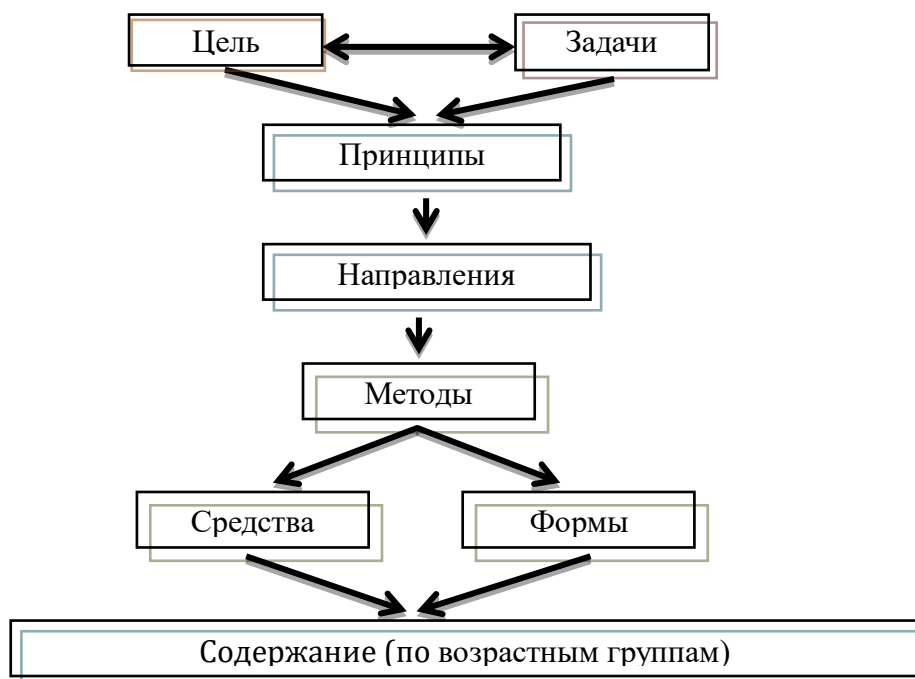 Цель
Задачи
Принципы
Направления
Методы
Средства
Формы
Содержание (по возрастным группам)